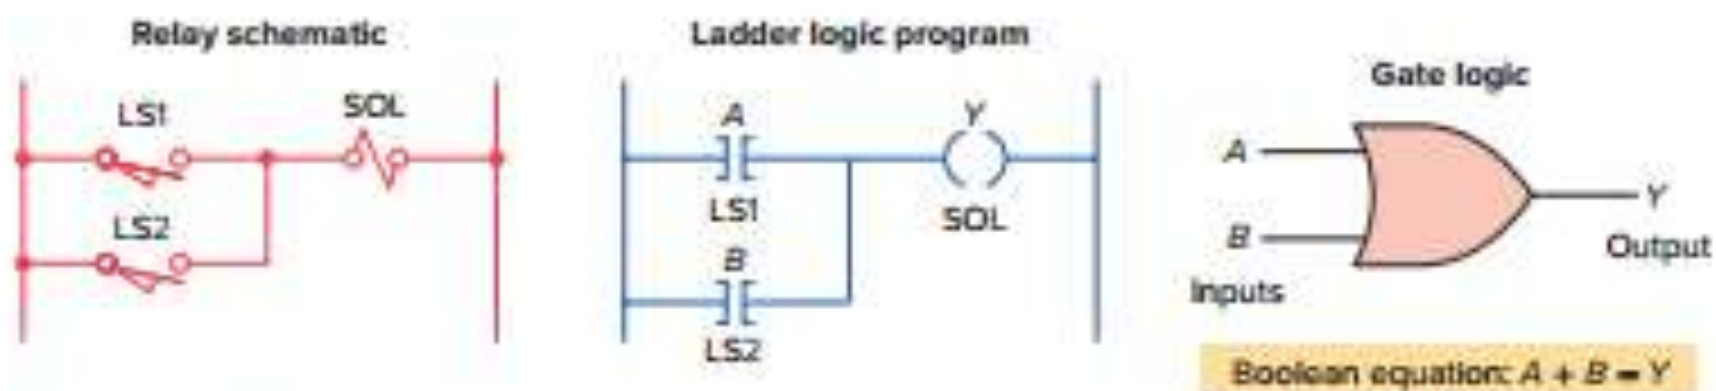 Relay schematic
LS1
SOL
LS2
Ladder logic program
A
Y
LS1
SOL
B
LS2
Gate logic
A
B
Y
Output
Inputs
Boolean equation: A + B = Y